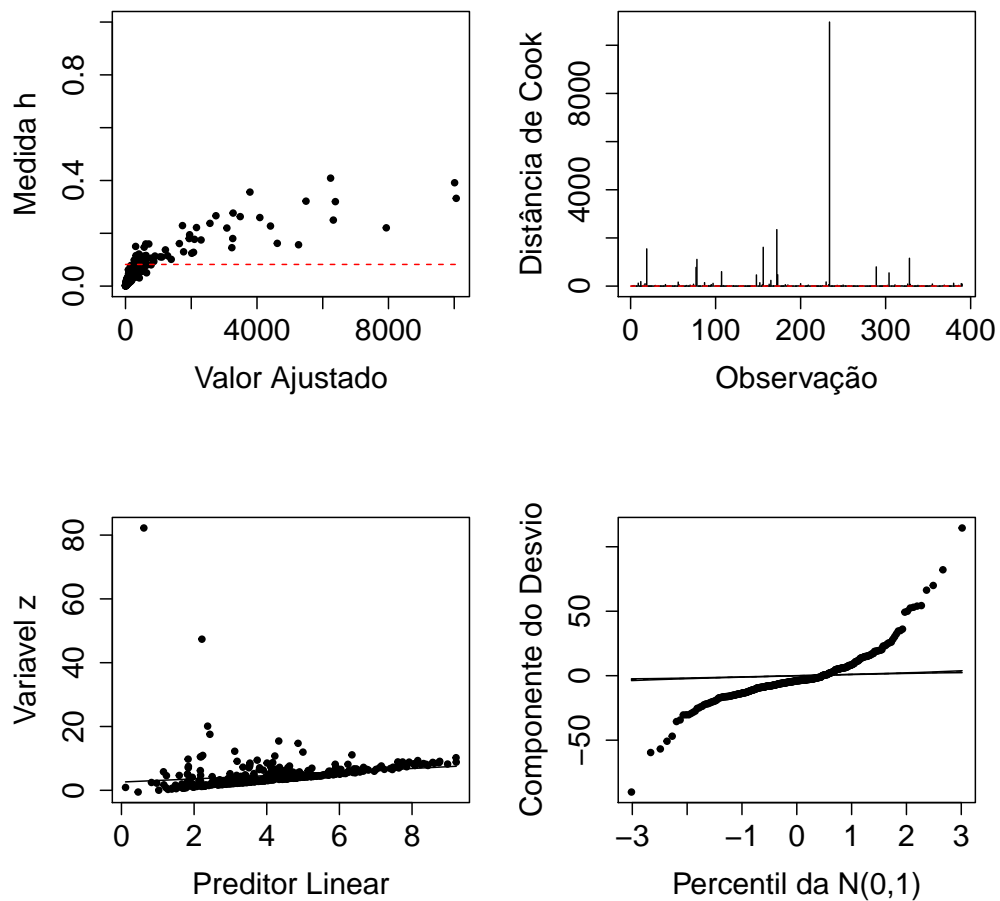 0.0 0.4 0.8
Medida h
0 4000 8000
Valor Ajustado
0 4000 8000
Distância de Cook
0 100 200 300 400
Observação
0 20 40 60 80
Variavel z
0 2 4 6 8
Preditor Linear
−50 0 50
Componente do Desvio
−3 −1 0 1 2 3
Percentil da N(0,1)